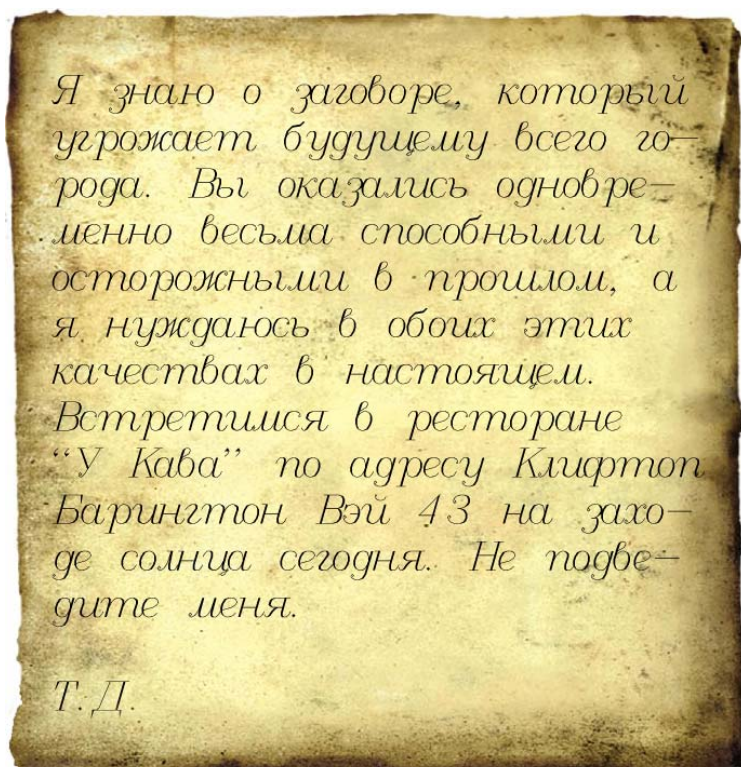 Я знаю о заговоре, который
угрожает будущему всего го–
рода. Вы оказались одновре–
менно весьма способными и
осторожными в прошлом, а
я нуждаюсь в обоих этих
качествах в настоящем.
Встретимся в ресторане
“У Кава” по адресу Клифтоп
Барингтон Вэй 43 на захо–
де солнца сегодня. Не подве–
дите меня.
Т. Д.